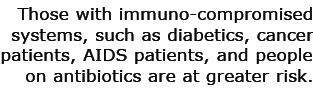 Those with immuno-compromised
systems, such as diabetics, cancer
patients, AIDS patients, and people
on antibiotics are at greater risk.